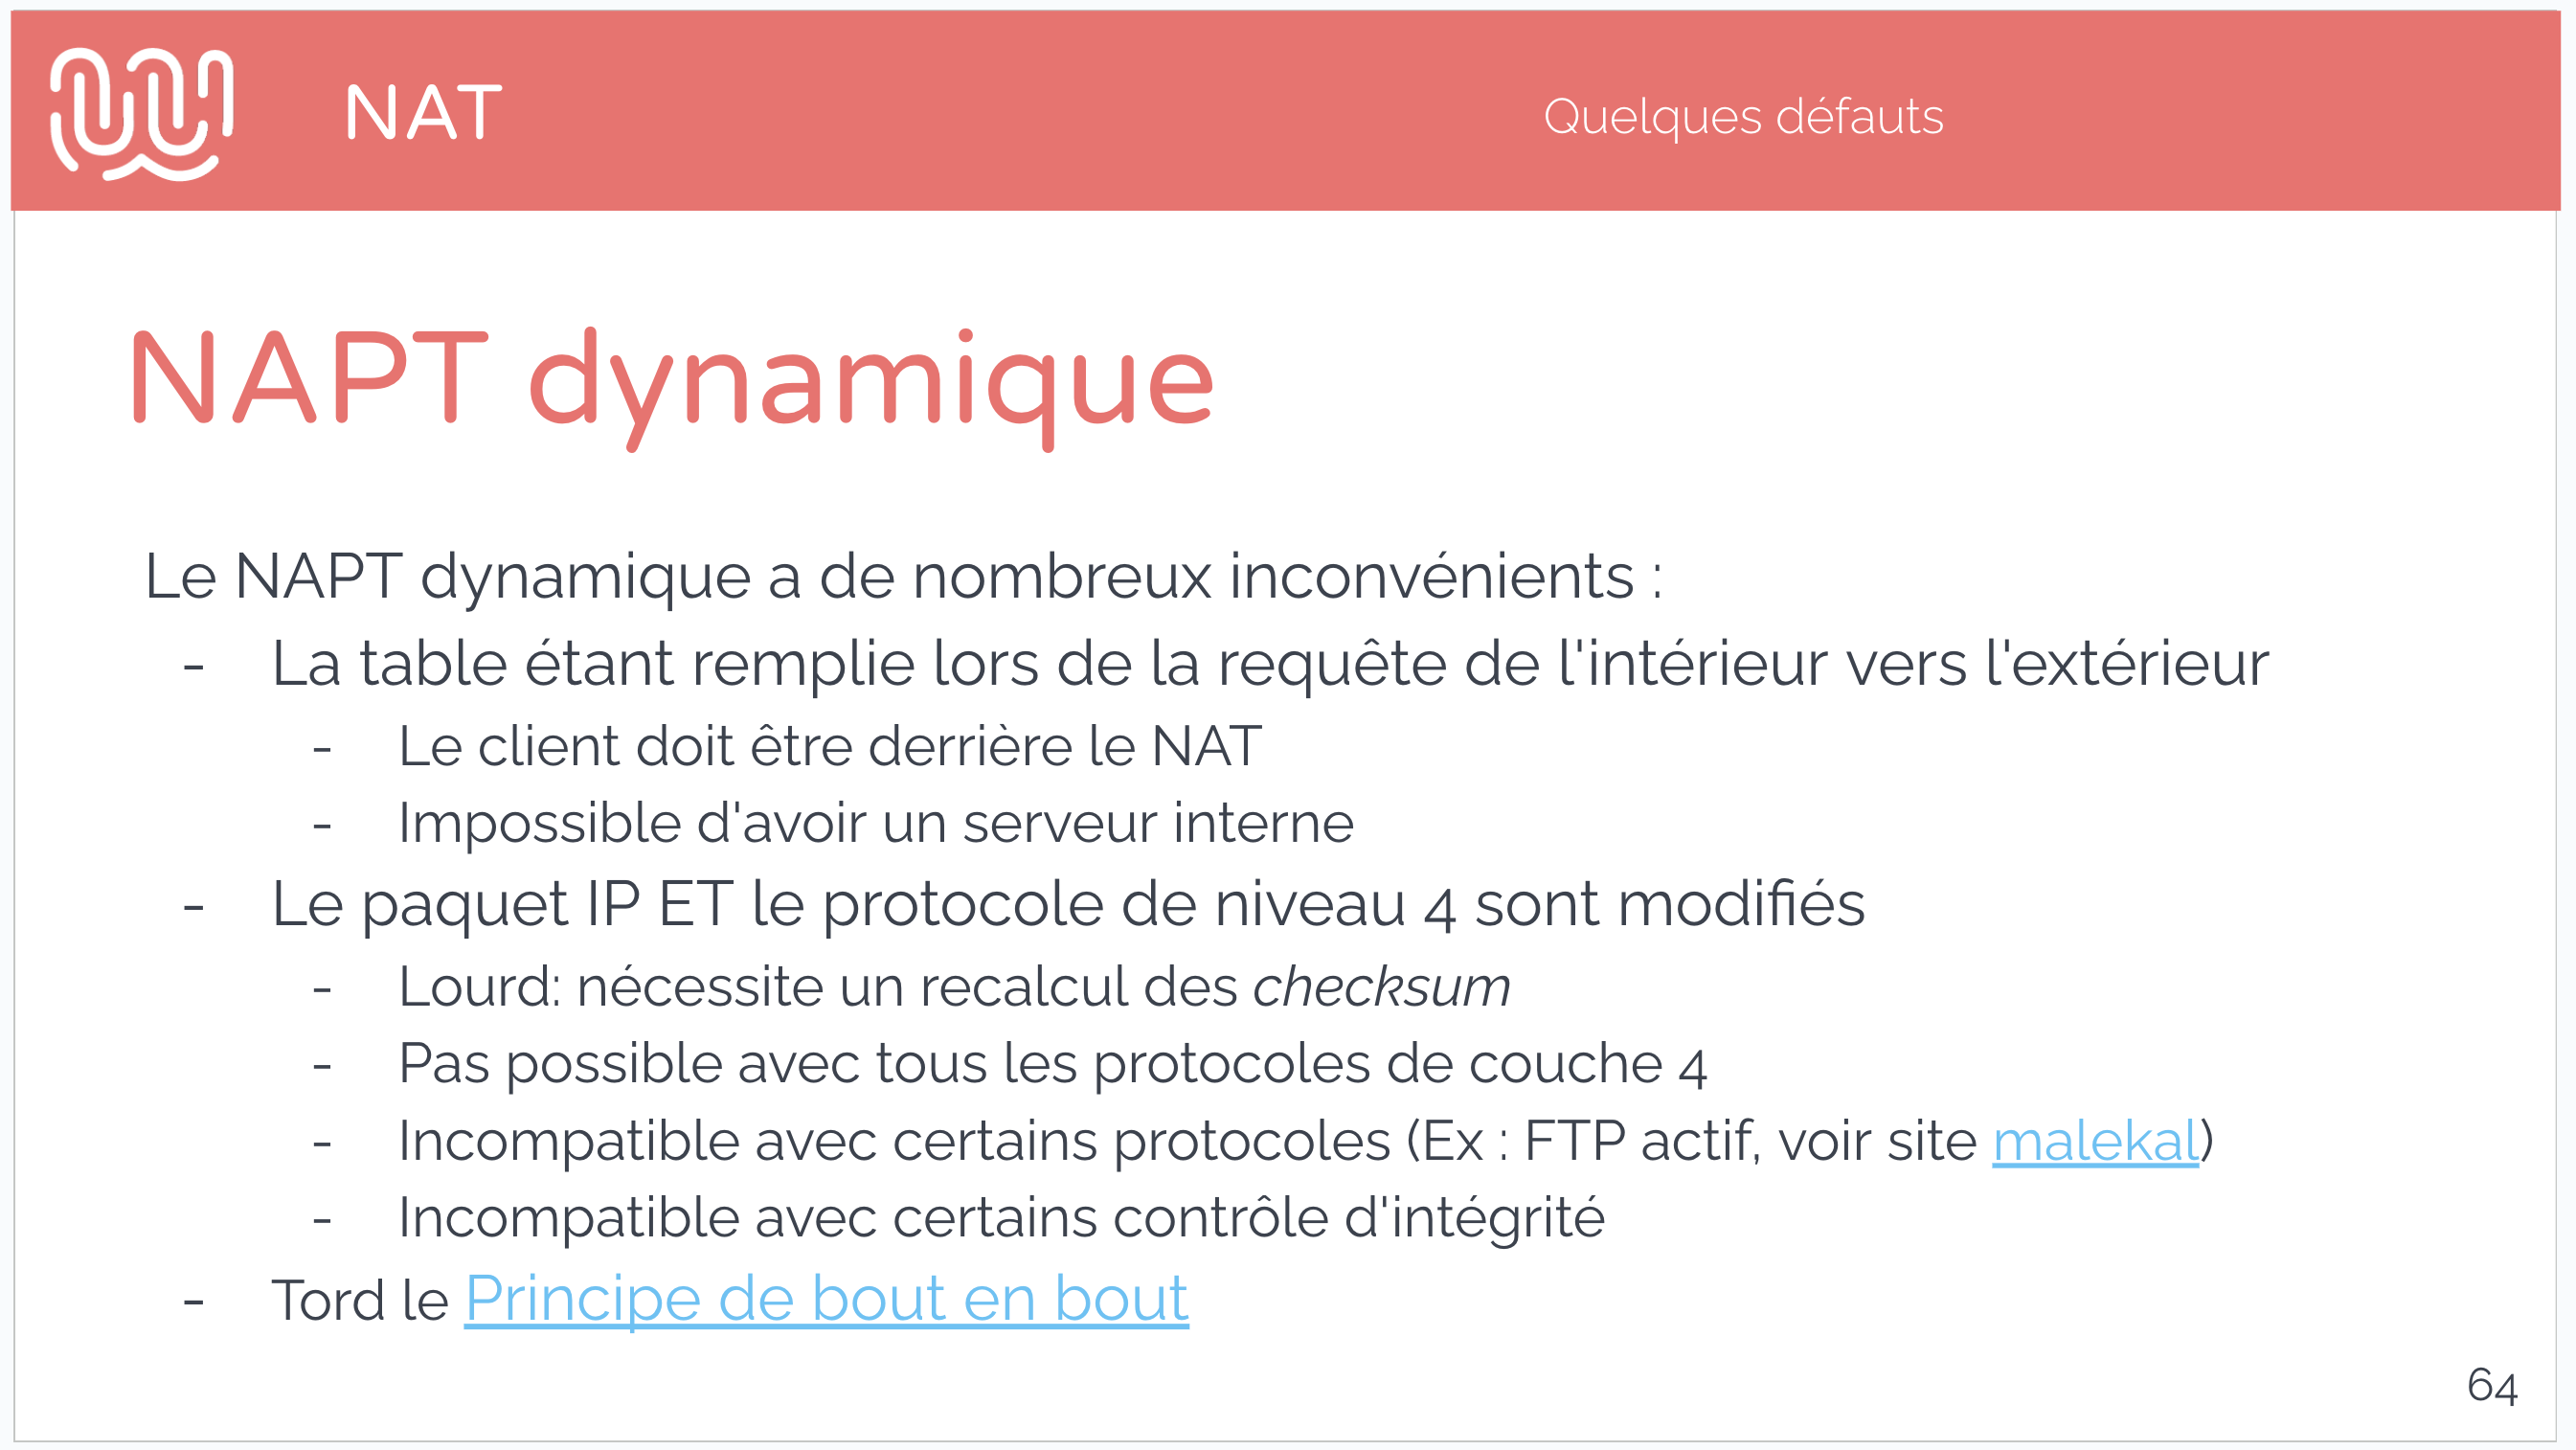 NAT
Quelques défauts
NAPT dynamique
Le NAPT dynamique a de nombreux inconvénients :
- La table étant remplie lors de la requête de l'intérieur vers l'extérieur
- Le client doit être derrière le NAT
- Impossible d'avoir un serveur interne
- Le paquet IP ET le protocole de niveau 4 sont modifiés
- Lourd: nécessite un recalcul des checksum
- Pas possible avec tous les protocoles de couche 4
- Incompatible avec certains protocoles (Ex : FTP actif, voir site malekal)
- Incompatible avec certains contrôle d'intégrité
- Tord le Principe de bout en bout
64